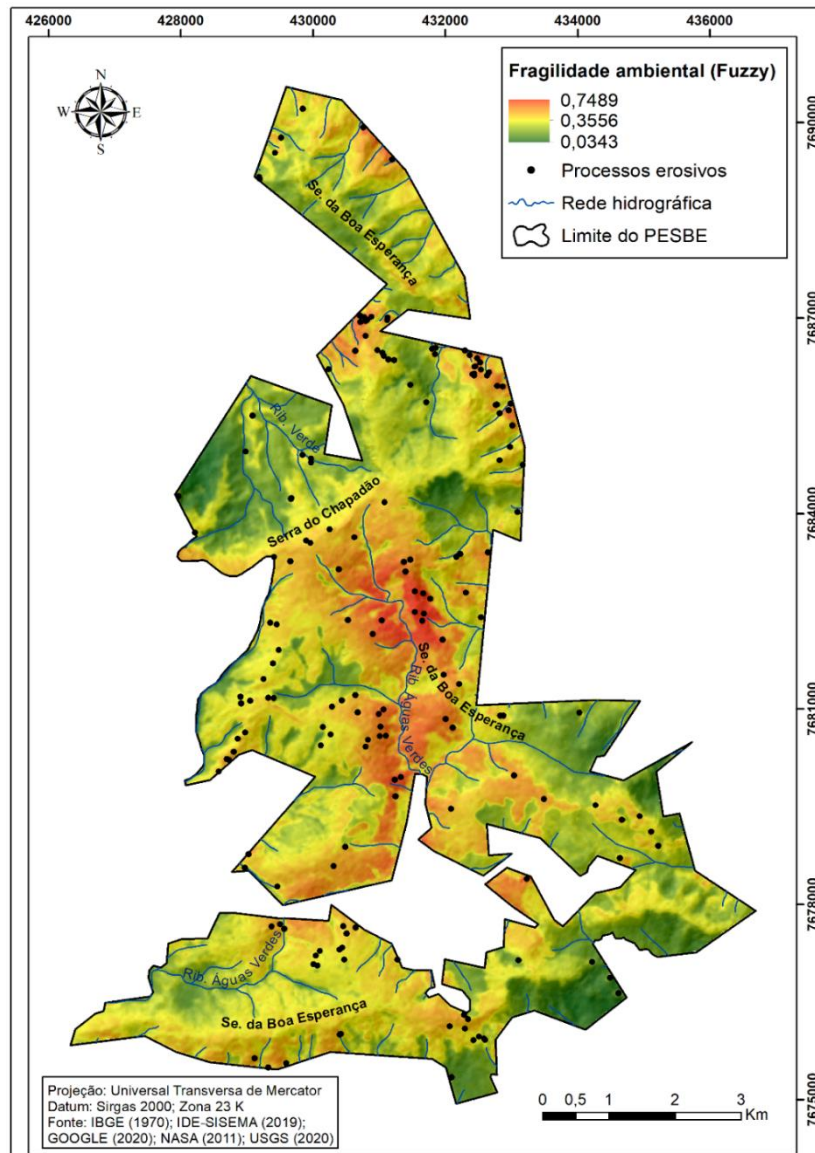 426000 428000 430000 432000 434000 436000
N
W E
S
Fragilidade ambiental (Fuzzy)
0,7489
0,3556
0,0343
Processos erosivos
Rede hidrográfica
Limite do PESBE
7690000
Se. da Boa Esperança
7687000
Rib. Verde
Serra do Chapadão
7684000
Se. da Boa Esperança
Rib. Águas Verdes
7681000
7678000
Rib. Águas Verdes
Se. da Boa Esperança
7675000
Projeção: Universal Transversa de Mercator
Datum: Sirgas 2000; Zona 23 K
Fonte: IBGE (1970); IDE-SISEMA (2019);
GOOGLE (2020); NASA (2011); USGS (2020)
0 0,5 1 2 3
Km